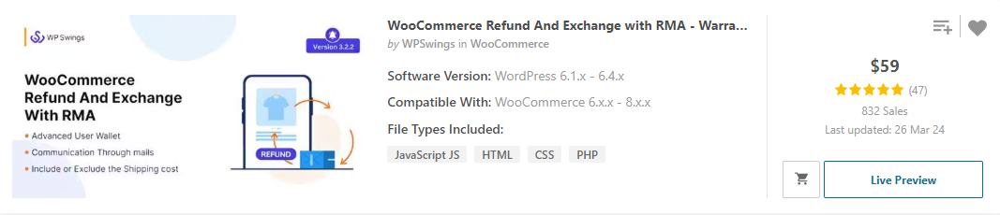 WP Swings
Version 3.2.2
WooCommerce
Refund And Exchange
With RMA
Advanced User Wallet
Communication Through mails
Include or Exclude the Shipping cost
REFUND
WooCommerce Refund And Exchange with RMA - Warra...
by WPSwings in WooCommerce
Software Version: WordPress 6.1.x - 6.4.x
Compatible With: WooCommerce 6.x.x - 8.x.x
File Types Included:
JavaScript JS HTML CSS PHP
$59
(47)
832 Sales
Last updated: 26 Mar 24
Live Preview